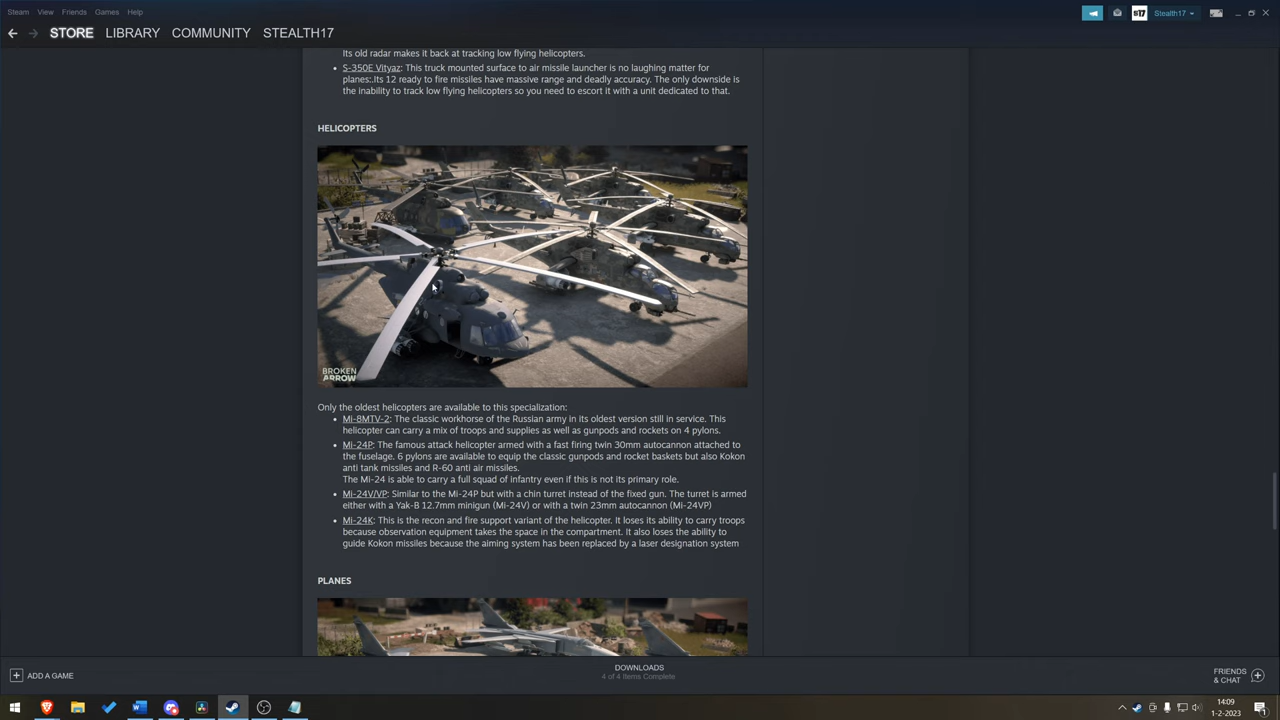 Steam View Friends Games Help
Stealth17
STORE LIBRARY COMMUNITY STEALTH17
Its old radar makes it back at tracking low flying helicopters.
S-350E Vityaz: This truck mounted surface to air missile launcher is no laughing matter for
planes:.Its 12 ready to fire missiles have massive range and deadly accuracy. The only downside is
the inability to track low flying helicopters so you need to escort it with a unit dedicated to that.
HELICOPTERS
BROKEN
ARROW
Only the oldest helicopters are available to this specialization:
Mi-8MTV-2: The classic workhorse of the Russian army in its oldest version still in service. This
helicopter can carry a mix of troops and supplies as well as gunpods and rockets on 4 pylons.
Mi-24P: The famous attack helicopter armed with a fast firing twin 30mm autocannon attached to
the fuselage. 6 pylons are available to equip the classic gunpods and rocket baskets but also Kokon
anti tank missiles and R-60 anti air missiles.
The Mi-24 is able to carry a full squad of infantry even if this is not its primary role.
Mi-24V/VP: Similar to the Mi-24P but with a chin turret instead of the fixed gun. The turret is armed
either with a Yak-B 12.7mm minigun (Mi-24V) or with a twin 23mm autocannon (Mi-24VP)
Mi-24K: This is the recon and fire support variant of the helicopter. It loses its ability to carry troops
because observation equipment takes the space in the compartment. It also loses the ability to
guide Kokon missiles because the aiming system has been replaced by a laser designation system
PLANES
ADD A GAME
DOWNLOADS
4 of 4 Items Complete
FRIENDS
& CHAT
14:09
1-2-2023